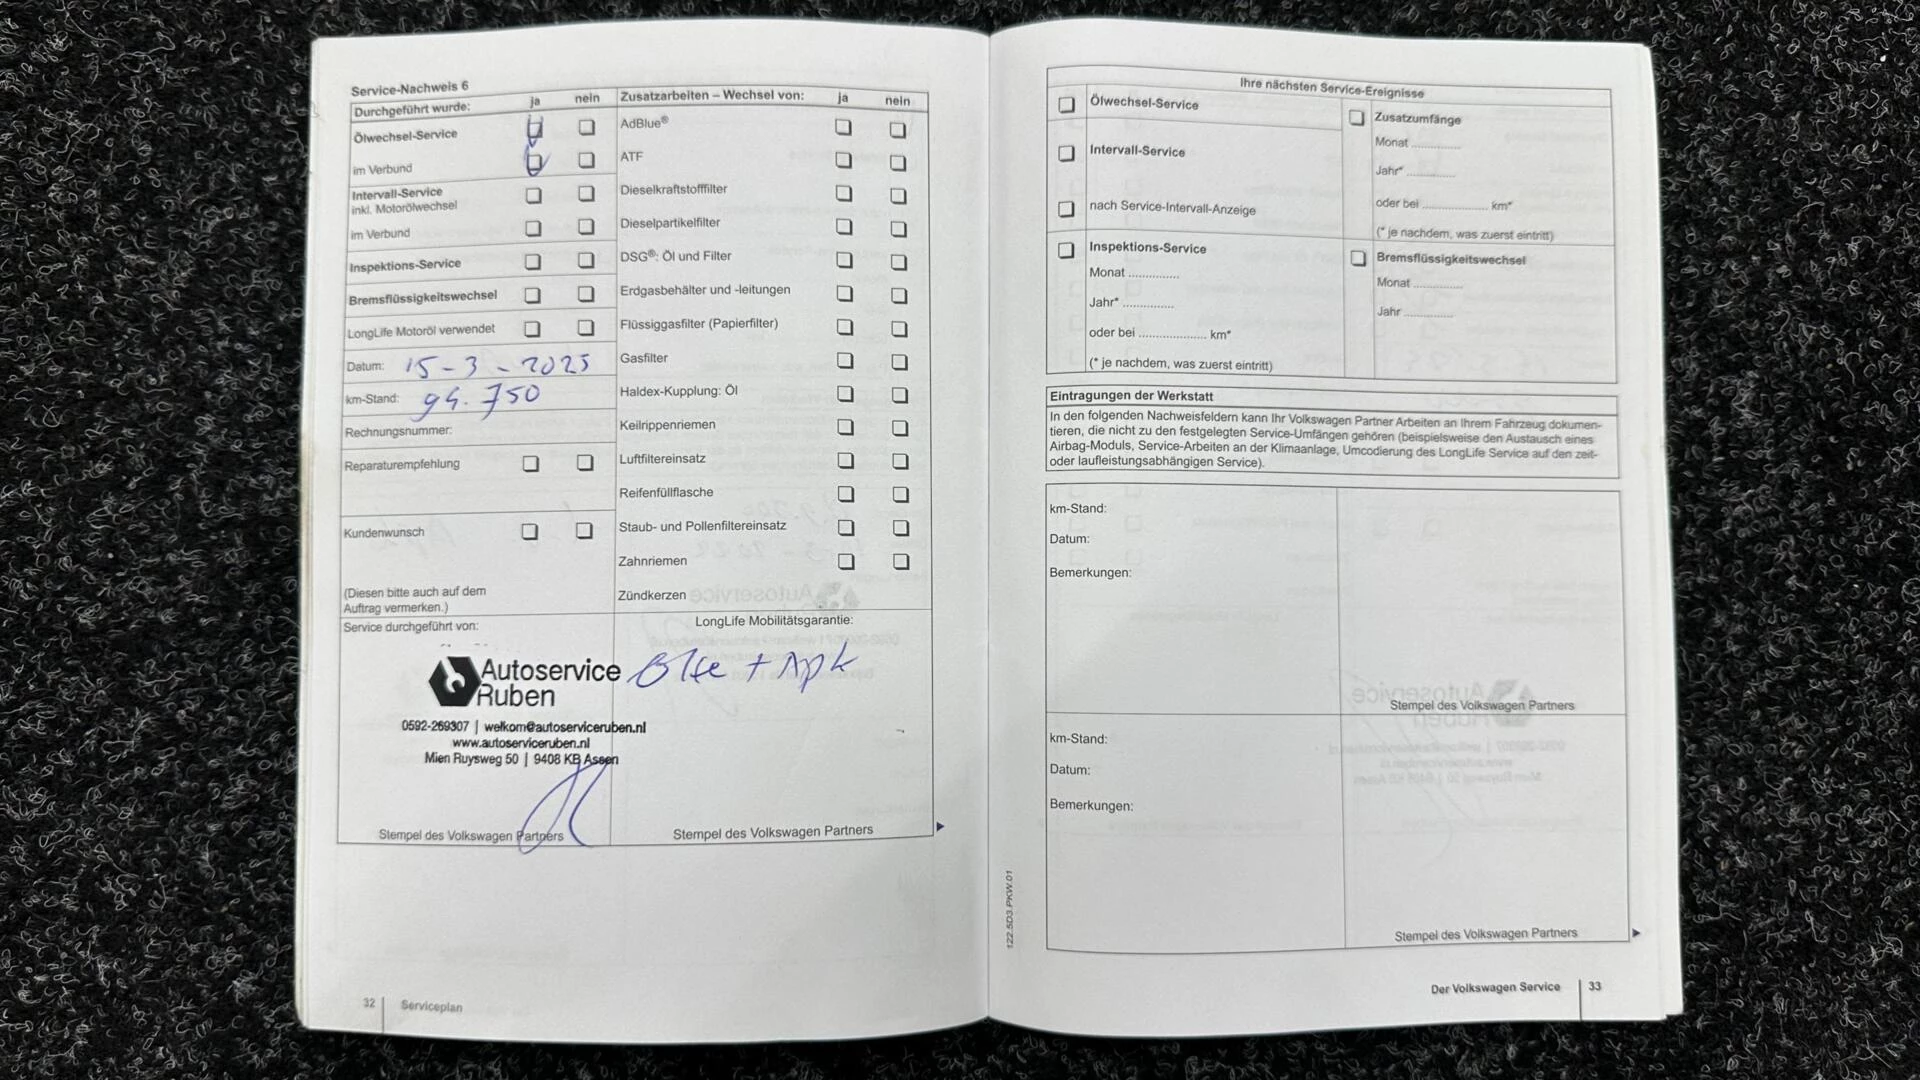 Service-Nachweis 6
Durchgeführt wurde: ja nein
Ölwechsel-Service
im Verbund
Intervall-Service
inkl. Motorölwechsel
im Verbund
Inspektions-Service
Bremsflüssigkeitswechsel
LongLife Motoröl verwendet
Datum: 15-3-2025
km-Stand: 94.750
Rechnungsnummer:
Reparaturempfehlung
Kundenwunsch
(Diesen bitte auch auf dem
Auftrag vermerken.)
Service durchgeführt von:
Autoservice
Ruben
0592-269307 | welkom@autoserviceruben.nl
www.autoserviceruben.nl
Mien Ruysweg 50 | 9408 KB Assen
Stempel des Volkswagen Partners
Zusatzarbeiten – Wechsel von: ja nein
AdBlue®
ATF
Dieselkraftstofffilter
Dieselpartikelfilter
DSG®: Öl und Filter
Erdgasbehälter und -leitungen
Flüssiggasfilter (Papierfilter)
Gasfilter
Haldex-Kupplung: Öl
Keilrippenriemen
Luftfiltereinsatz
Reifenfüllflasche
Staub- und Pollenfiltereinsatz
Zahnriemen
Zündkerzen
LongLife Mobilitätsgarantie:
+ Apk
Stempel des Volkswagen Partners
32 Serviceplan
Ihre nächsten Service-Ereignisse
Ölwechsel-Service
Intervall-Service
nach Service-Intervall-Anzeige
Inspektions-Service
Monat ...............
Jahr* ...............
oder bei .................... km*
(* je nachdem, was zuerst eintritt)
Zusatzumfänge
Monat ...............
Jahr* ...............
oder bei .................... km*
(* je nachdem, was zuerst eintritt)
Bremsflüssigkeitswechsel
Monat ...............
Jahr ...............
Eintragungen der Werkstatt
In den folgenden Nachweisfeldern kann Ihr Volkswagen Partner Arbeiten an Ihrem Fahrzeug dokumen-
tieren, die nicht zu den festgelegten Service-Umfängen gehören (beispielsweise den Austausch eines
Airbag-Moduls, Service-Arbeiten an der Klimaanlage, Umcodierung des LongLife Service auf den zeit-
oder laufleistungsabhängigen Service).
km-Stand:
Datum:
Bemerkungen:
Stempel des Volkswagen Partners
km-Stand:
Datum:
Bemerkungen:
Stempel des Volkswagen Partners
122.5D3.PKW.01
Der Volkswagen Service 33